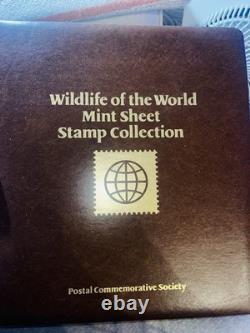 Wildlife of the World
Mint Sheet
Stamp Collection
Postal Commemorative Society